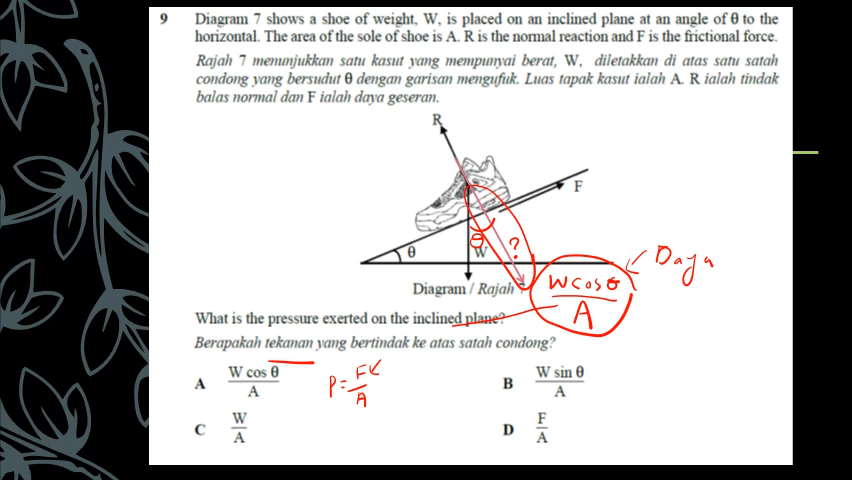 9 Diagram 7 shows a shoe of weight, W, is placed on an inclined plane at an angle of θ to the
horizontal. The area of the sole of shoe is A. R is the normal reaction and F is the frictional force.
Rajah 7 menunjukkan satu kasut yang mempunyai berat, W, diletakkan di atas satu satah
condong yang bersudut θ dengan garisan mengufuk. Luas tapak kasut ialah A. R ialah tindak
balas normal dan F ialah daya geseran.
R
F
θ
θ
W
?
Daya
W cos θ
A
Diagram / Rajah
What is the pressure exerted on the inclined plane?
Berapakah tekanan yang bertindak ke atas satah condong?
A W cos θ / A
P = F / A
B W sin θ / A
C W / A
D F / A